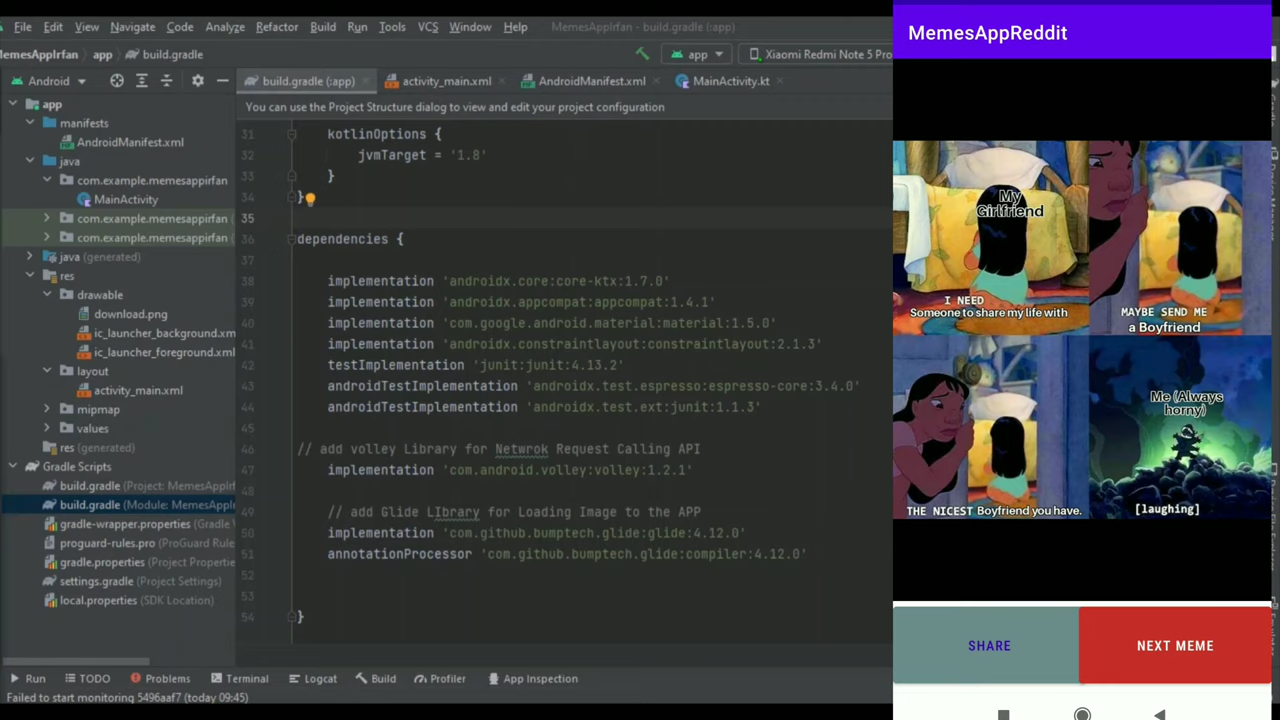 File Edit View Navigate Code Analyze Refactor Build Run Tools VCS Window Help MemesAppIrfan - build.gradle (:app)
MemesAppIrfan app build.gradle
app Xiaomi Redmi Note 5 Pro
Android
build.gradle (:app) activity_main.xml AndroidManifest.xml MainActivity.kt
You can use the Project Structure dialog to view and edit your project configuration
app
manifests
AndroidManifest.xml
java
com.example.memesappirfan
MainActivity
com.example.memesappirfan
com.example.memesappirfan
java (generated)
res
drawable
download.png
ic_launcher_background.xm
ic_launcher_foreground.xml
layout
activity_main.xml
mipmap
values
res (generated)
Gradle Scripts
build.gradle (Project: MemesAppIrf
build.gradle (Module: MemesAppI
gradle-wrapper.properties (Gradle
proguard-rules.pro (ProGuard Rule
gradle.properties (Project Properti
settings.gradle (Project Settings)
local.properties (SDK Location)
31 kotlinOptions {
32 jvmTarget = '1.8'
33 }
34 }
35
36 dependencies {
37
38 implementation 'androidx.core:core-ktx:1.7.0'
39 implementation 'androidx.appcompat:appcompat:1.4.1'
40 implementation 'com.google.android.material:material:1.5.0'
41 implementation 'androidx.constraintlayout:constraintlayout:2.1.3'
42 testImplementation 'junit:junit:4.13.2'
43 androidTestImplementation 'androidx.test.espresso:espresso-core:3.4.0'
44 androidTestImplementation 'androidx.test.ext:junit:1.1.3'
45
46 // add volley Library for Netwrok Request Calling API
47 implementation 'com.android.volley:volley:1.2.1'
48
49 // add Glide LIbrary for Loading Image to the APP
50 implementation 'com.github.bumptech.glide:glide:4.12.0'
51 annotationProcessor 'com.github.bumptech.glide:compiler:4.12.0'
52
53
54 }
Run TODO Problems Terminal Logcat Build Profiler App Inspection
Failed to start monitoring 5496aaf7 (today 09:45)
MemesAppReddit
My
Girlfriend
I NEED
Someone to share my life with
MAYBE SEND ME
a Boyfriend
THE NICEST Boyfriend you have.
Me (Always
horny)
[laughing]
SHARE
NEXT MEME